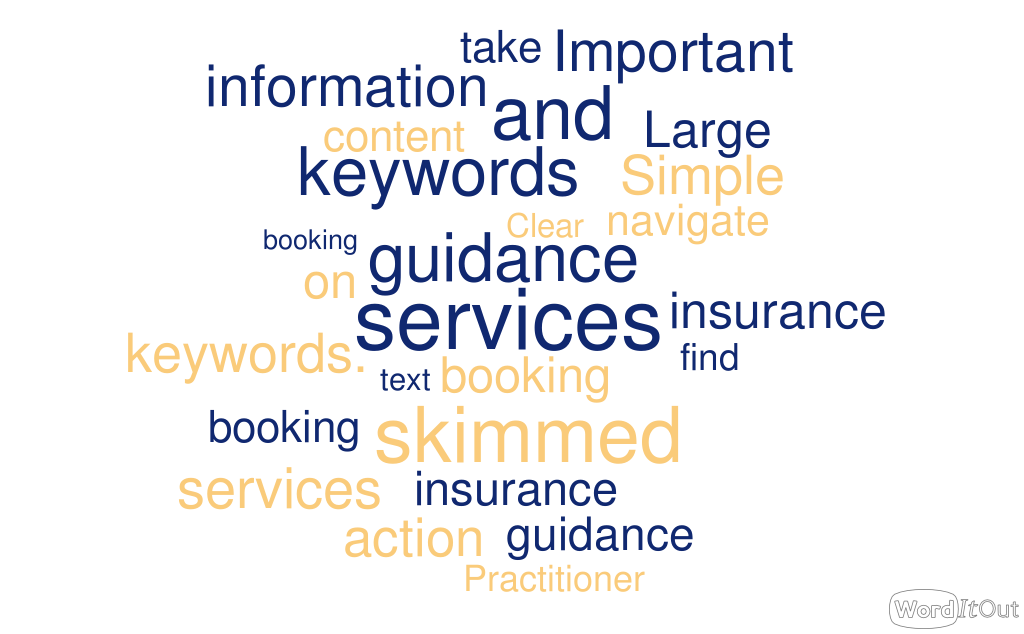 take Important
information and
content Large
keywords Simple
Clear navigate
booking guidance
on
services insurance
keywords. find
text booking
booking skimmed
services insurance
action guidance
Practitioner
WordItOut